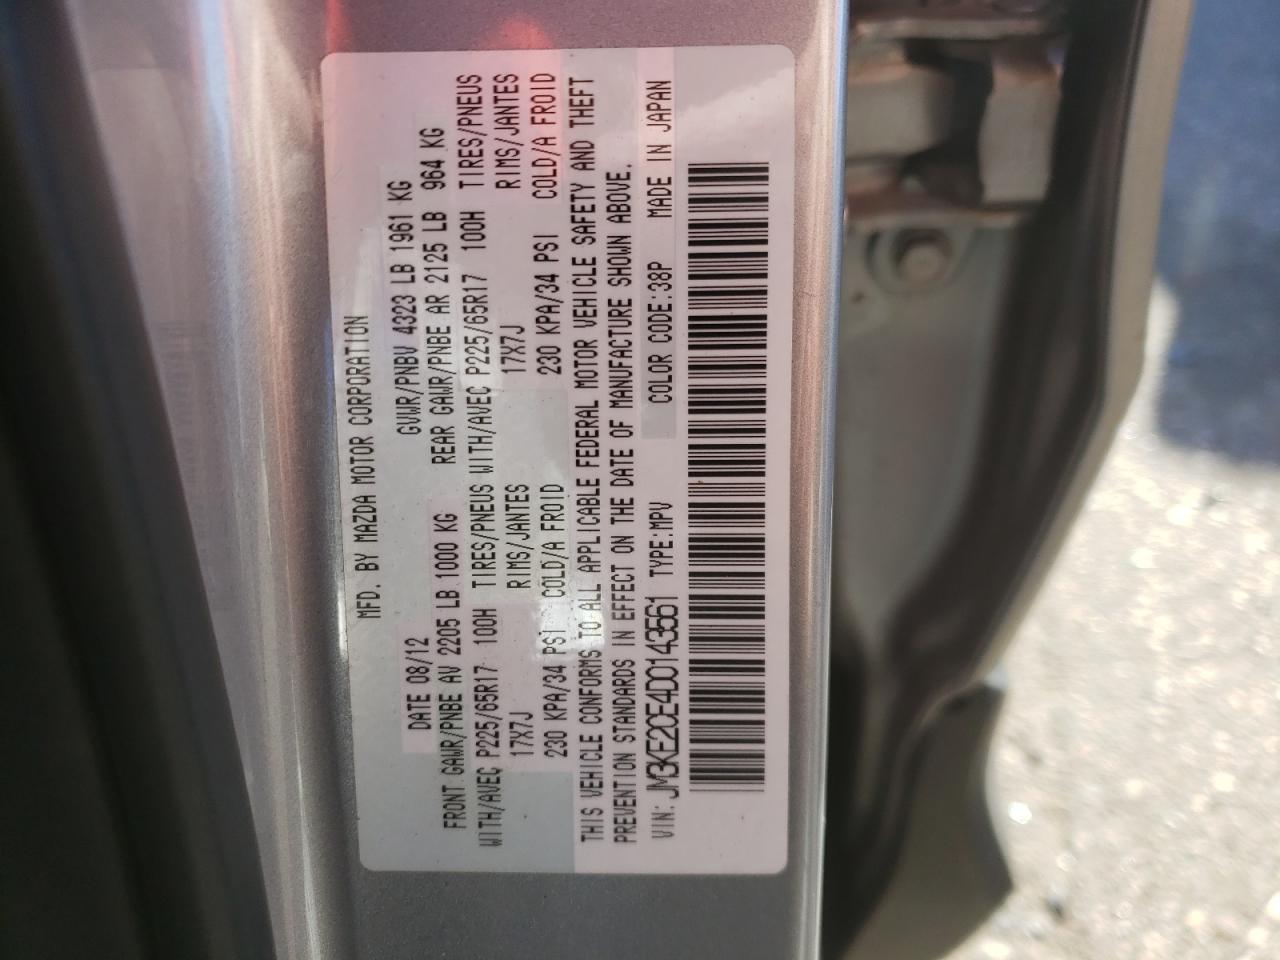 MFD. BY MAZDA MOTOR CORPORATION
DATE 08/12 GVWR/PNBV 4323 LB 1961 KG
FRONT GAWR/PNBE AV 2205 LB 1000 KG REAR GAWR/PNBE AR 2125 LB 964 KG
WITH/AVEC P225/65R17 100H TIRES/PNEUS WITH/AVEC P225/65R17 100H TIRES/PNEUS
17X7J RIMS/JANTES 17X7J RIMS/JANTES
230 KPA/34 PSI COLD/A FROID 230 KPA/34 PSI COLD/A FROID
THIS VEHICLE CONFORMS TO ALL APPLICABLE FEDERAL MOTOR VEHICLE SAFETY AND THEFT
PREVENTION STANDARDS IN EFFECT ON THE DATE OF MANUFACTURE SHOWN ABOVE.
VIN: JM3KE2CE4D0143561 TYPE:MPV COLOR CODE:38P MADE IN JAPAN